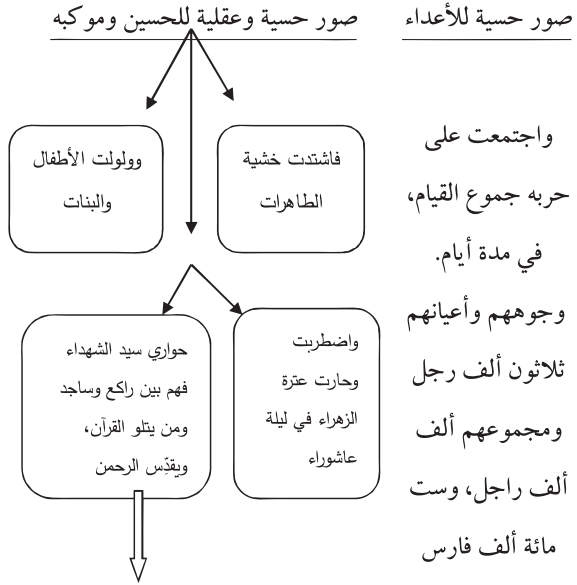 صور حسية للأعداء
واجتمعت على
حربه جموع القيام،
في مدة أيام.
وجوههم وأعيانهم
ثلاثون ألف رجل
ومجموعهم ألف
ألف راجل، وست
مائة ألف فارس
صور حسية وعقلية للحسين وموكبه
فاشتدت خشية
الطاهرات
وولولت الأطفال
والبنات
واضطربت
وحارت عترة
الزهراء في ليلة
عاشوراء
حواري سيد الشهداء
فهم بين راكع وساجد
ومن يتلو القرآن،
ويقدِّس الرحمن